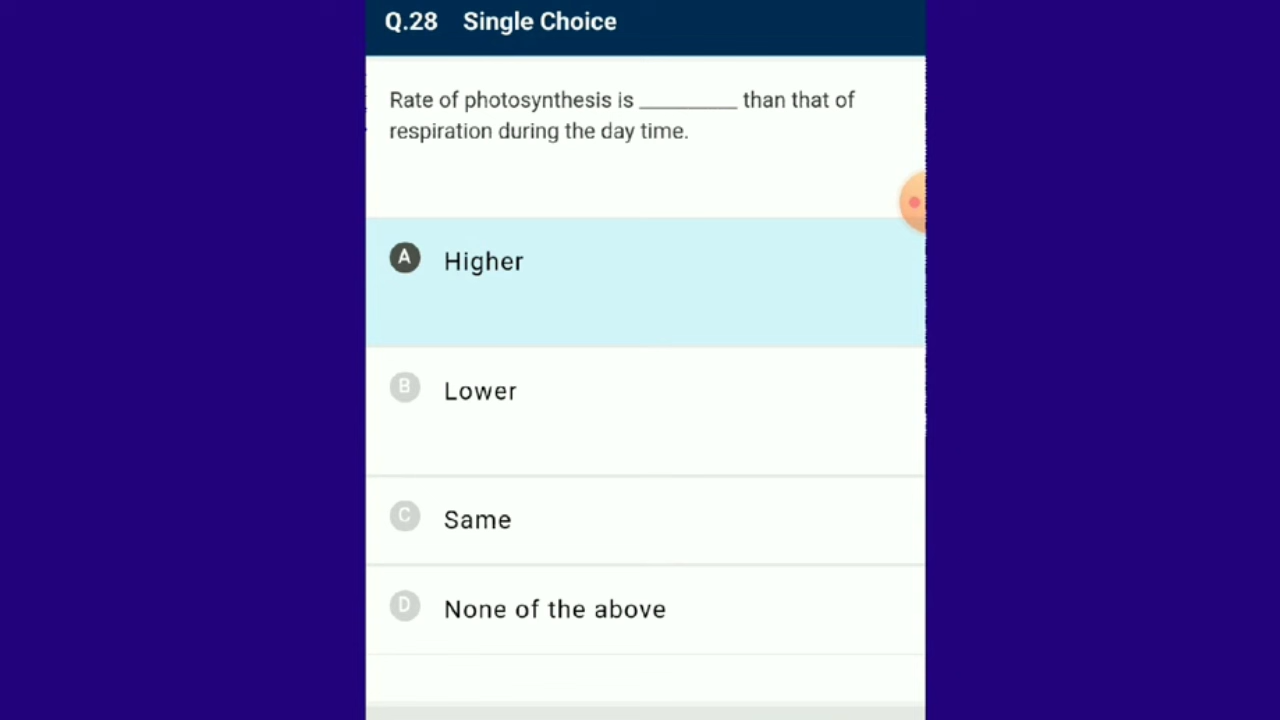 Q.28 Single Choice
Rate of photosynthesis is _________ than that of
respiration during the day time.
A Higher
B Lower
C Same
D None of the above